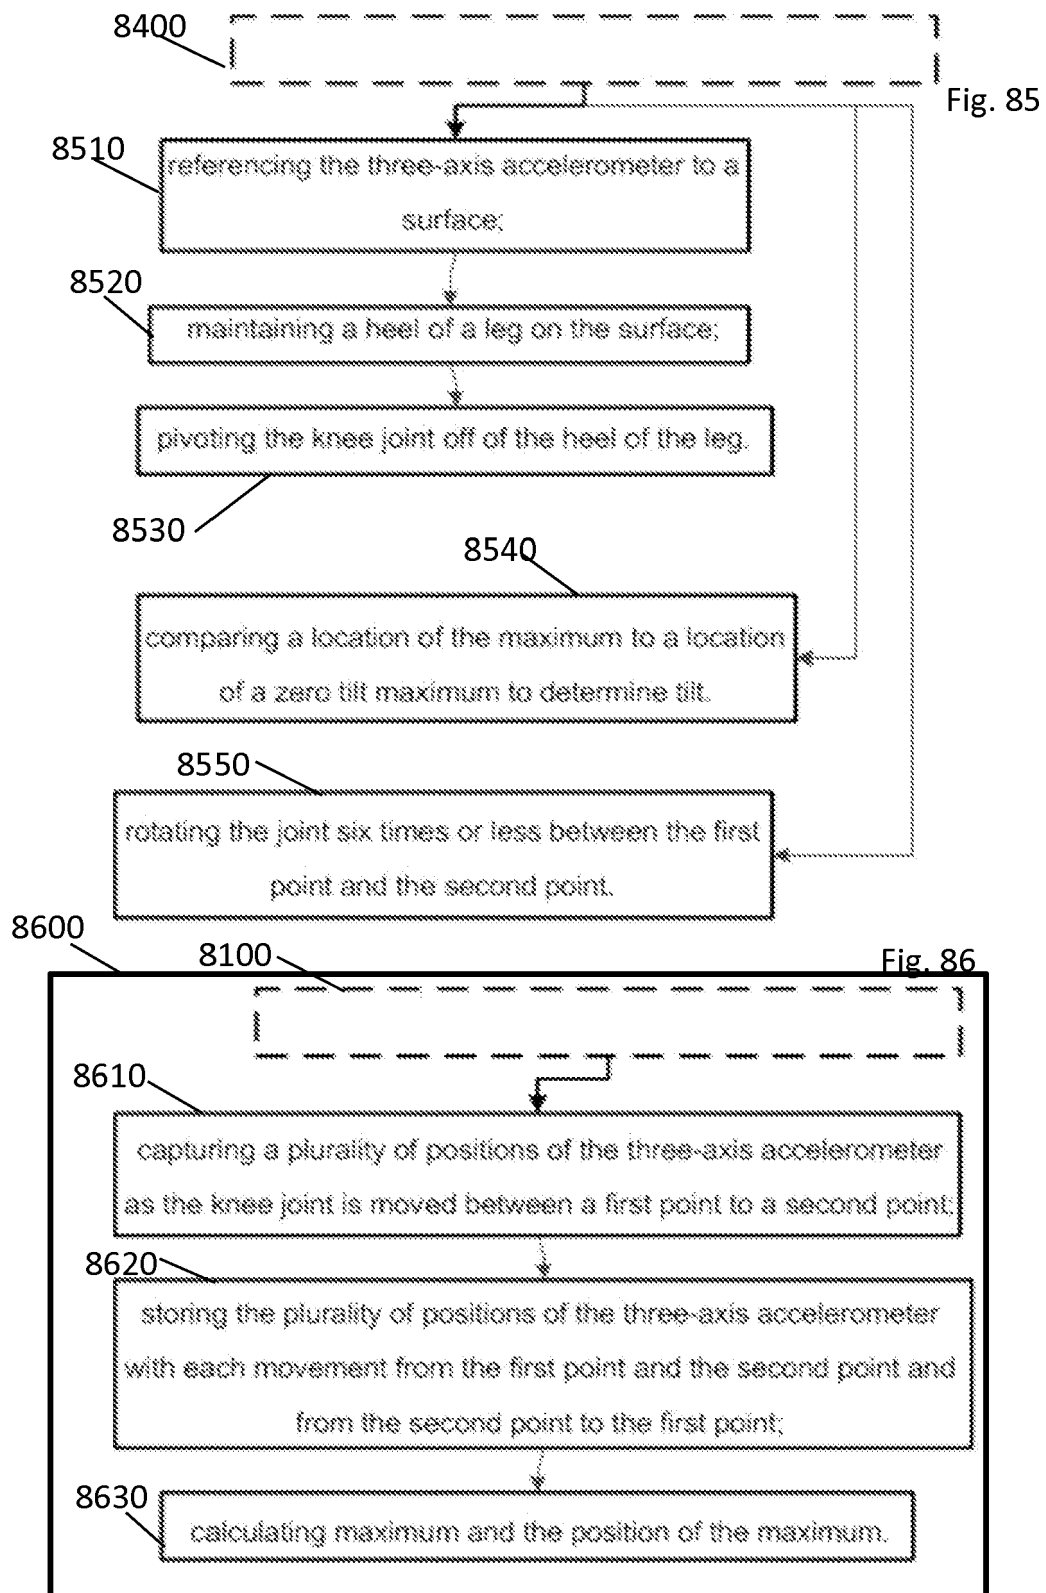 8400
Fig. 85
8510
referencing the three-axis accelerometer to a
surface;
8520
maintaining a heel of a leg on the surface;
pivoting the knee joint off of the heel of the leg.
8530
8540
comparing a location of the maximum to a location
of a zero tilt maximum to determine tilt.
8550
rotating the joint six times or less between the first
point and the second point.
8600
8100
Fig. 86
8610
capturing a plurality of positions of the three-axis accelerometer
as the knee joint is moved between a first point to a second point;
8620
storing the plurality of positions of the three-axis accelerometer
with each movement from the first point and the second point and
from the second point to the first point;
8630
calculating maximum and the position of the maximum.